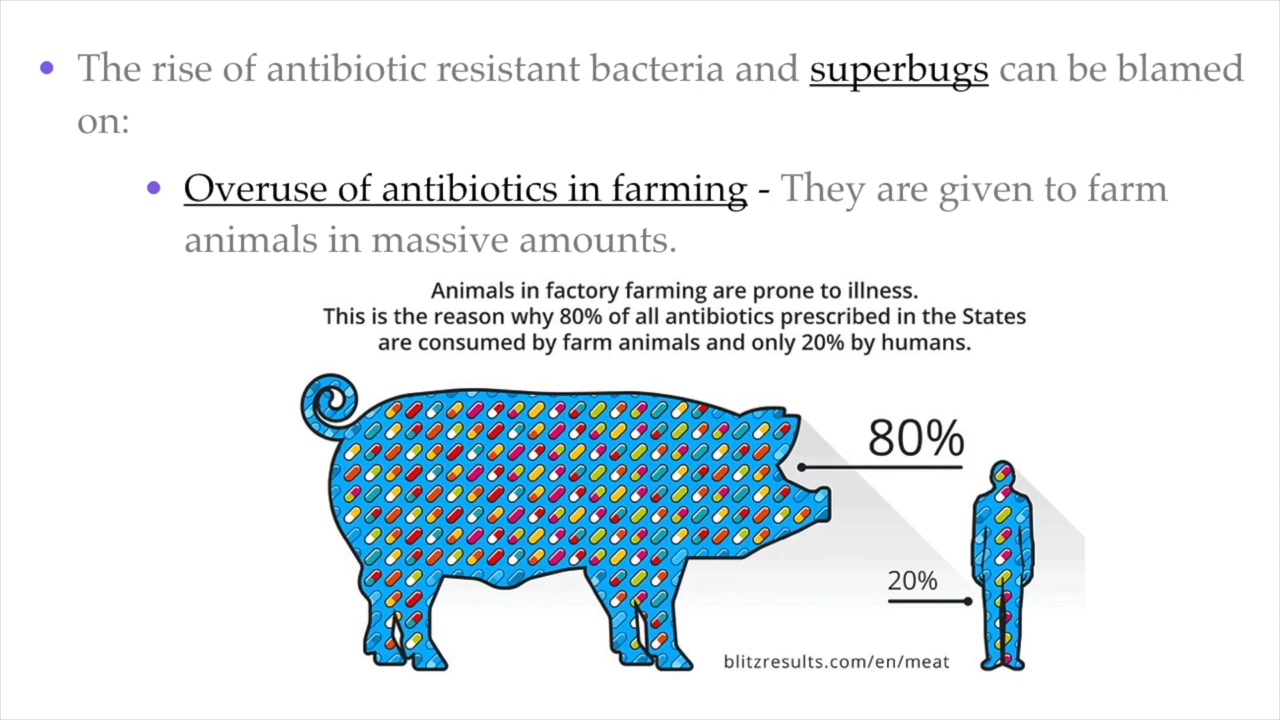 • The rise of antibiotic resistant bacteria and superbugs can be blamed
on:
• Overuse of antibiotics in farming - They are given to farm
animals in massive amounts.
Animals in factory farming are prone to illness.
This is the reason why 80% of all antibiotics prescribed in the States
are consumed by farm animals and only 20% by humans.
80%
20%
blitzresults.com/en/meat